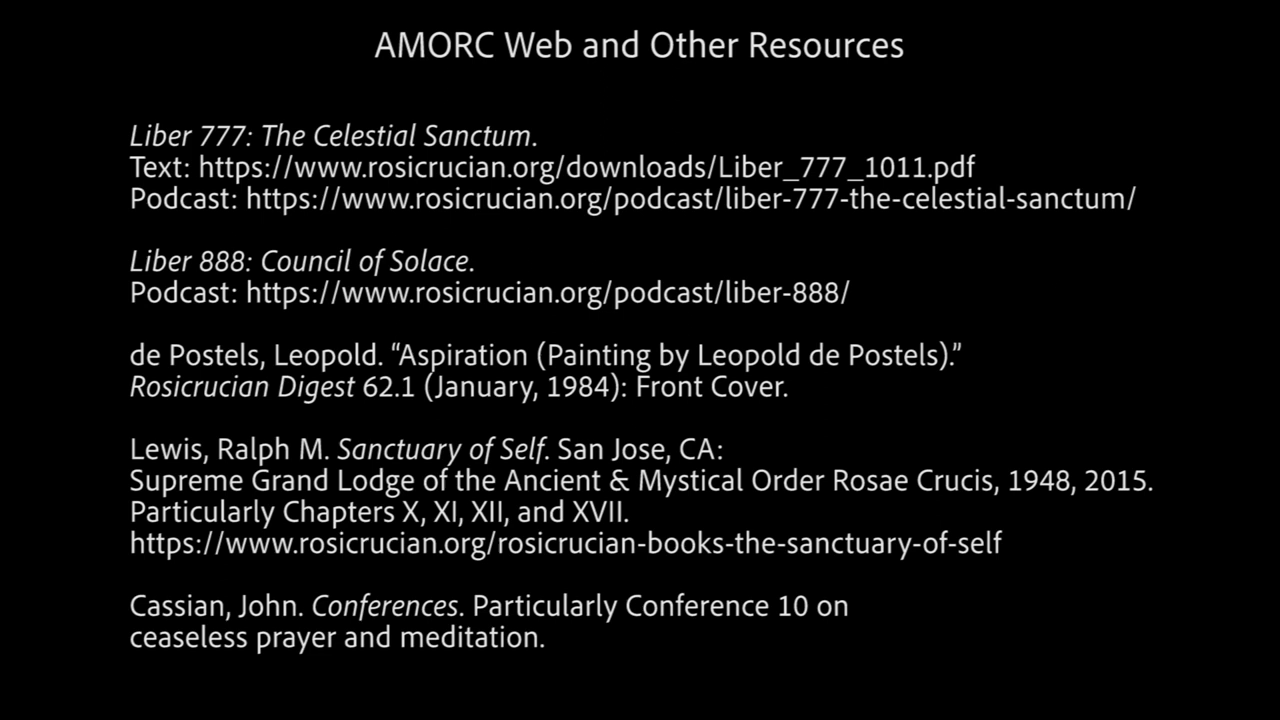 AMORC Web and Other Resources
Liber 777: The Celestial Sanctum.
Text: https://www.rosicrucian.org/downloads/Liber_777_1011.pdf
Podcast: https://www.rosicrucian.org/podcast/liber-777-the-celestial-sanctum/
Liber 888: Council of Solace.
Podcast: https://www.rosicrucian.org/podcast/liber-888/
de Postels, Leopold. “Aspiration (Painting by Leopold de Postels).”
Rosicrucian Digest 62.1 (January, 1984): Front Cover.
Lewis, Ralph M. Sanctuary of Self. San Jose, CA:
Supreme Grand Lodge of the Ancient & Mystical Order Rosae Crucis, 1948, 2015.
Particularly Chapters X, XI, XII, and XVII.
https://www.rosicrucian.org/rosicrucian-books-the-sanctuary-of-self
Cassian, John. Conferences. Particularly Conference 10 on
ceaseless prayer and meditation.